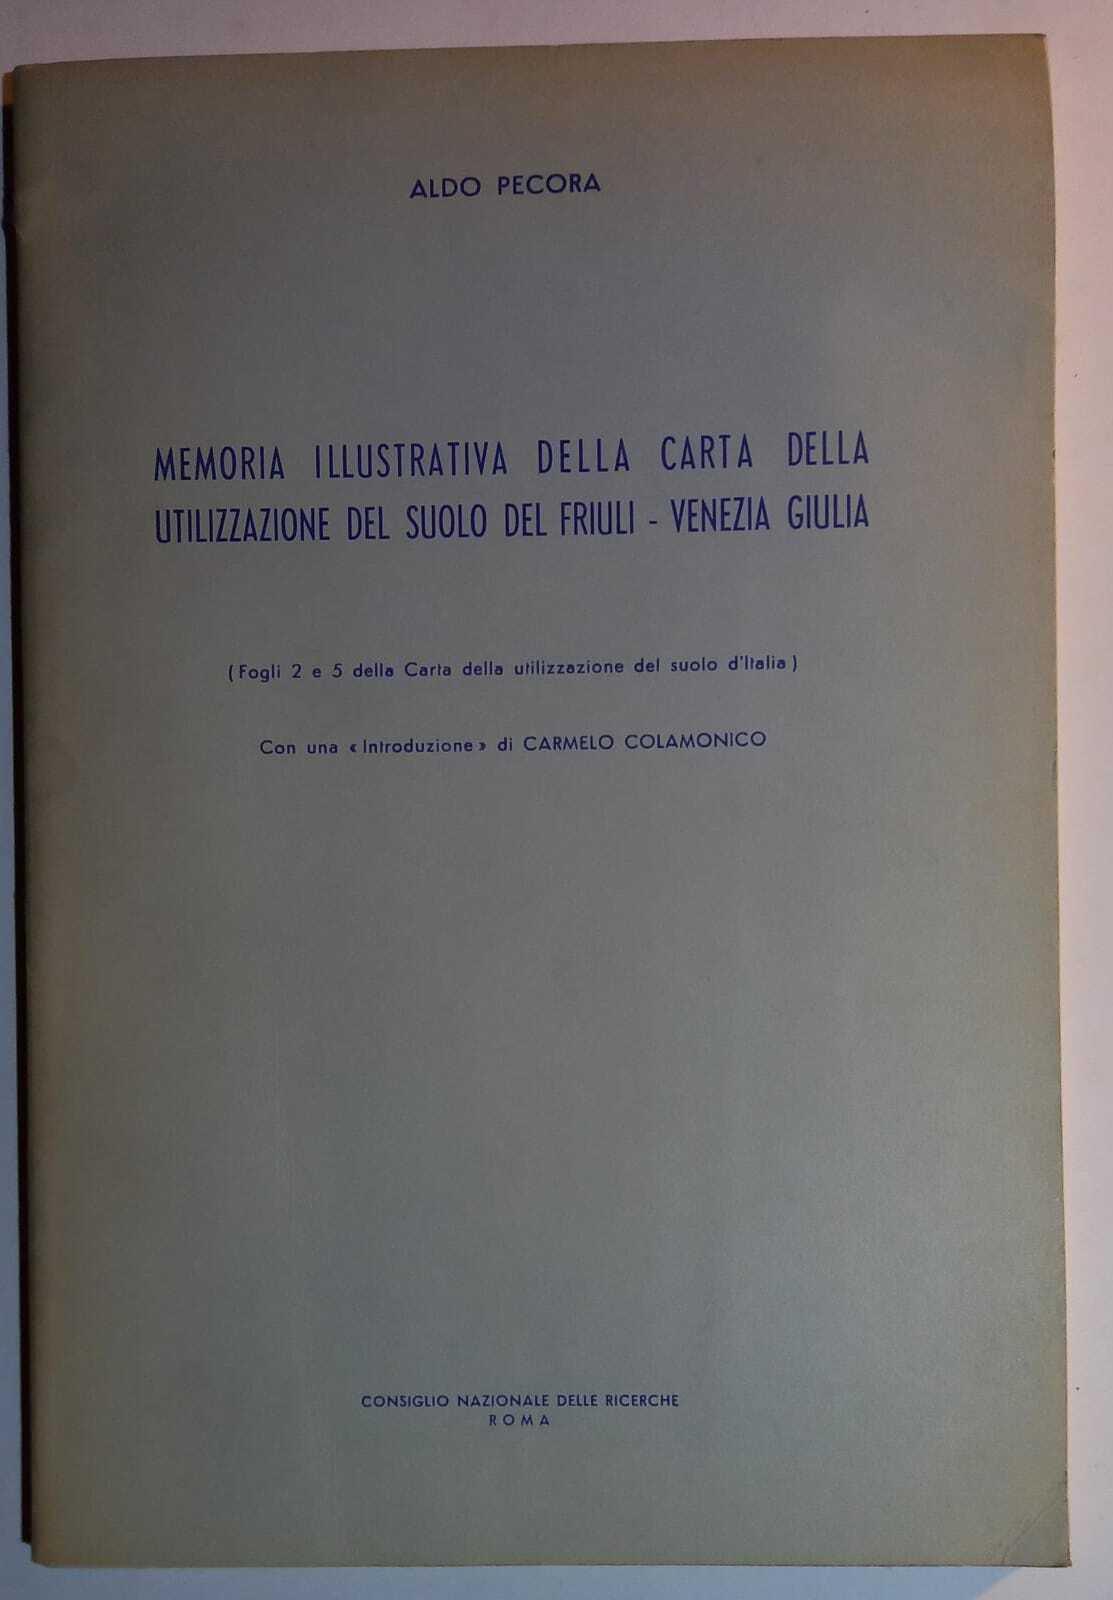 ALDO PECORA
MEMORIA ILLUSTRATIVA DELLA CARTA DELLA
UTILIZZAZIONE DEL SUOLO DEL FRIULI - VENEZIA GIULIA
(Fogli 2 e 5 della Carta della utilizzazione del suolo d'Italia)
Con una «Introduzione» di CARMELO COLAMONICO
CONSIGLIO NAZIONALE DELLE RICERCHE
ROMA